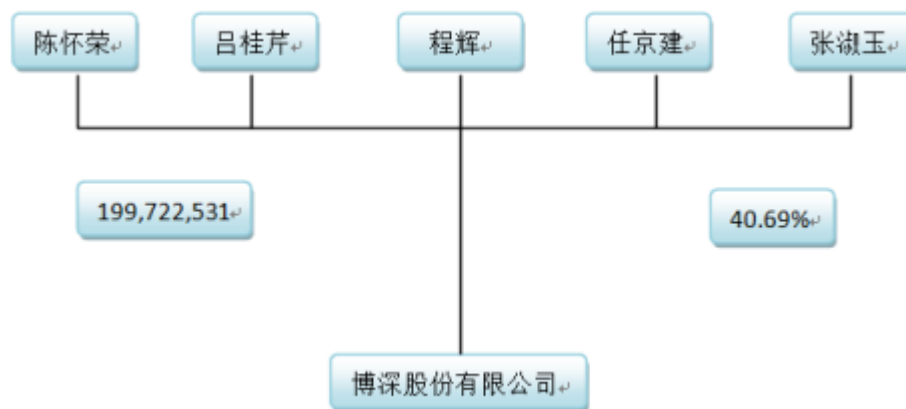 陈怀荣
吕桂芹
程辉
任京建
张淑玉
199,722,531
40.69%
博深股份有限公司